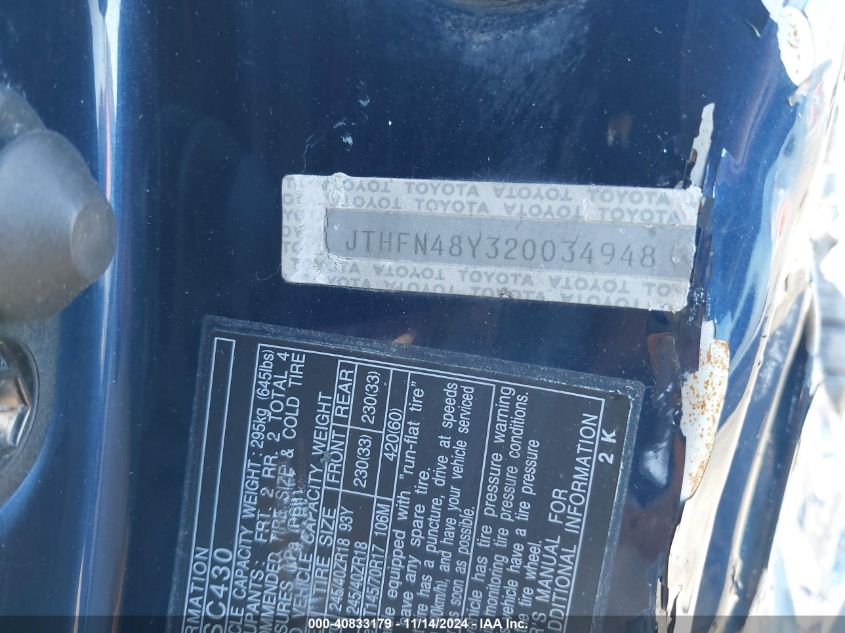 TOYOTA TOYOTA TOYOTA TOYOTA TOYOTA
JTHFN48Y320034948
SC430
VEHICLE CAPACITY WEIGHT : 295kg (645lbs)
: FRT 2 RR. 2 TOTAL 4
TIRE SIZE & COLD TIRE
VEHICLE CAPACITY WEIGHT
TIRE SIZE FRONT REAR
245/40ZR18 93Y 230(33) 230(33)
245/40ZR18
T145/70R17 106M 420(60)
equipped with "run-flat tire"
have any spare tire.
tire has a puncture, drive at speeds
and have your vehicle serviced
soon as possible.
vehicle has tire pressure warning
monitoring tire pressure conditions.
vehicle have a tire pressure
tire wheel.
MANUAL FOR
ADDITIONAL INFORMATION
2 K
000-40833179 - 11/14/2024 - IAA Inc.